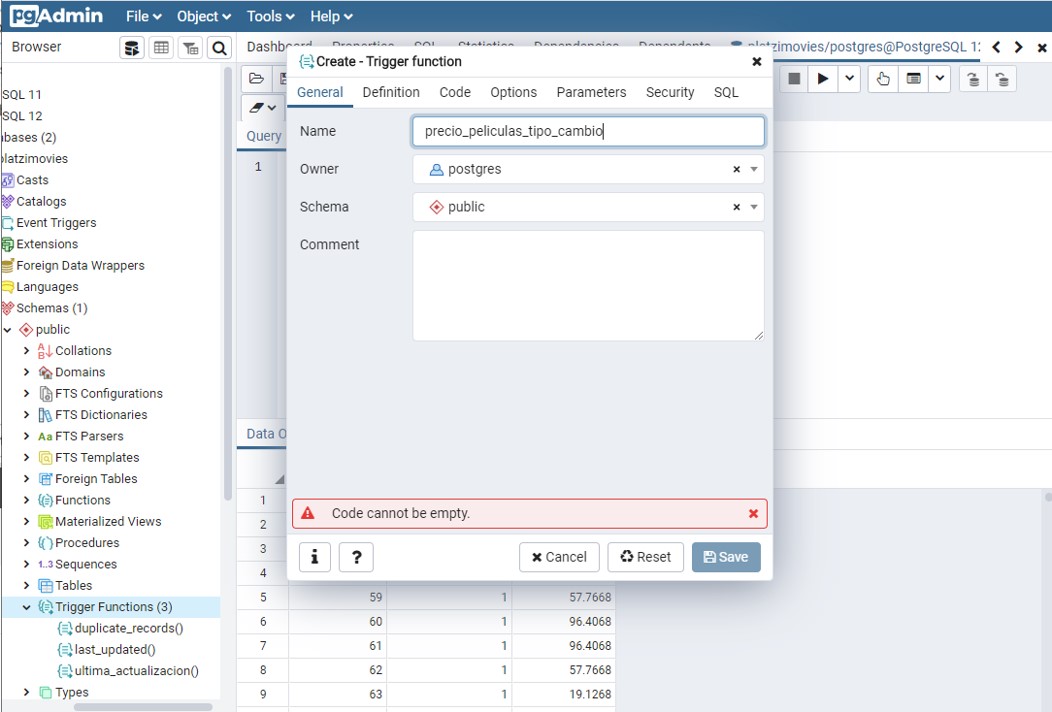 pgAdmin File Object Tools Help
Browser
Dashboard Properties SQL Statistics Dependencies Dependents platzimovies/postgres@PostgreSQL 12
SQL 11
SQL 12
bases (2)
latzimovies
Casts
Catalogs
Event Triggers
Extensions
Foreign Data Wrappers
Languages
Schemas (1)
public
Collations
Domains
FTS Configurations
FTS Dictionaries
Aa FTS Parsers
FTS Templates
Foreign Tables
Functions
Materialized Views
Procedures
1..3 Sequences
Tables
Trigger Functions (3)
duplicate_records()
last_updated()
ultima_actualizacion()
Types
Query
1
Data O
Create - Trigger function
General Definition Code Options Parameters Security SQL
Name precio_peliculas_tipo_cambio
Owner postgres
Schema public
Comment
Code cannot be empty.
i ? Cancel Reset Save
1
2
3
4
5 59 1 57.7668
6 60 1 96.4068
7 61 1 96.4068
8 62 1 57.7668
9 63 1 19.1268